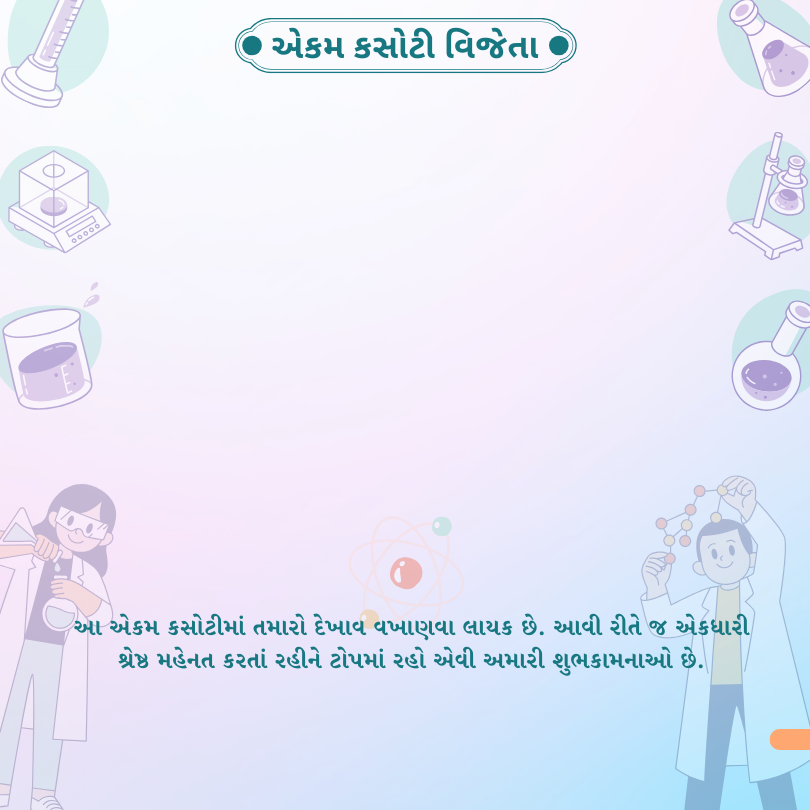 એકમ કસોટી વિજેતા
આ એકમ કસોટીમાં તમારો દેખાવ વખાણવા લાયક છે. આવી રીતે જ એકધારી
શ્રેષ્ઠ મહેનત કરતાં રહીને ટોપમાં રહો એવી અમારી શુભકામનાઓ છે.